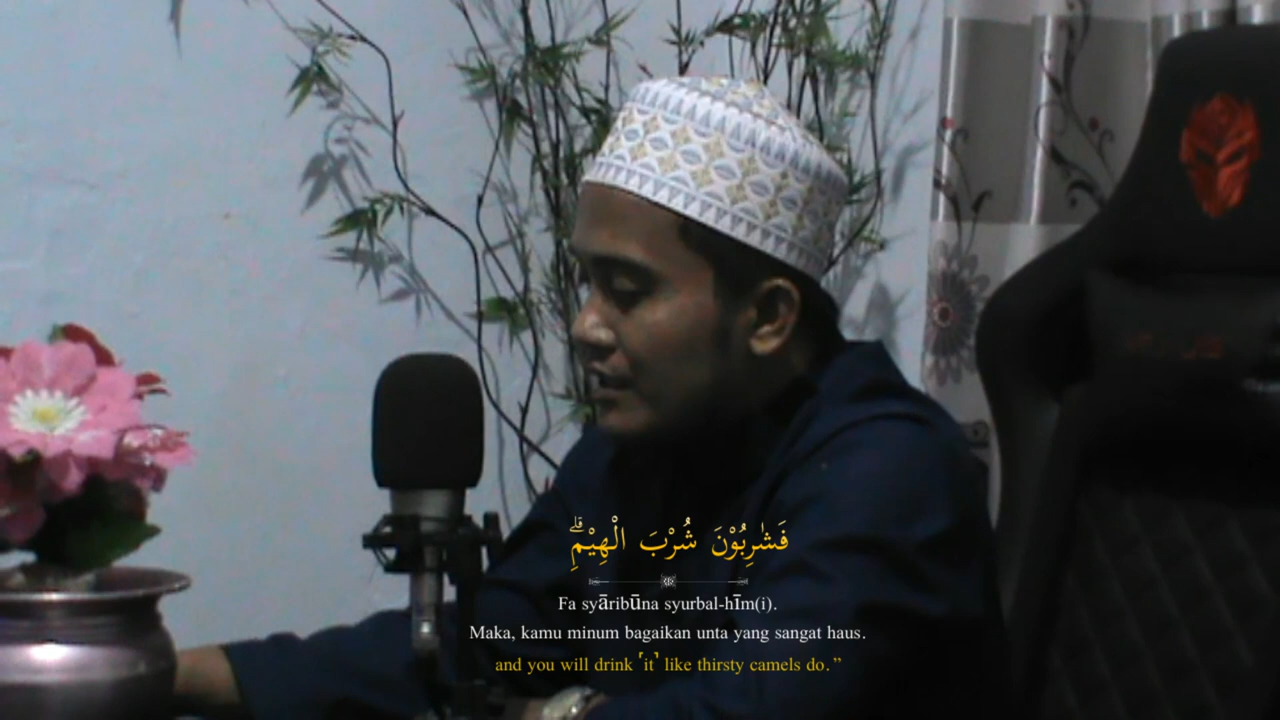 فَشٰرِبُوْنَ شُرْبَ الْهِيْمِۗ
Fa syāribūna syurbal-hīm(i).
Maka, kamu minum bagaikan unta yang sangat haus.
and you will drink ˹it˺ like thirsty camels do.”